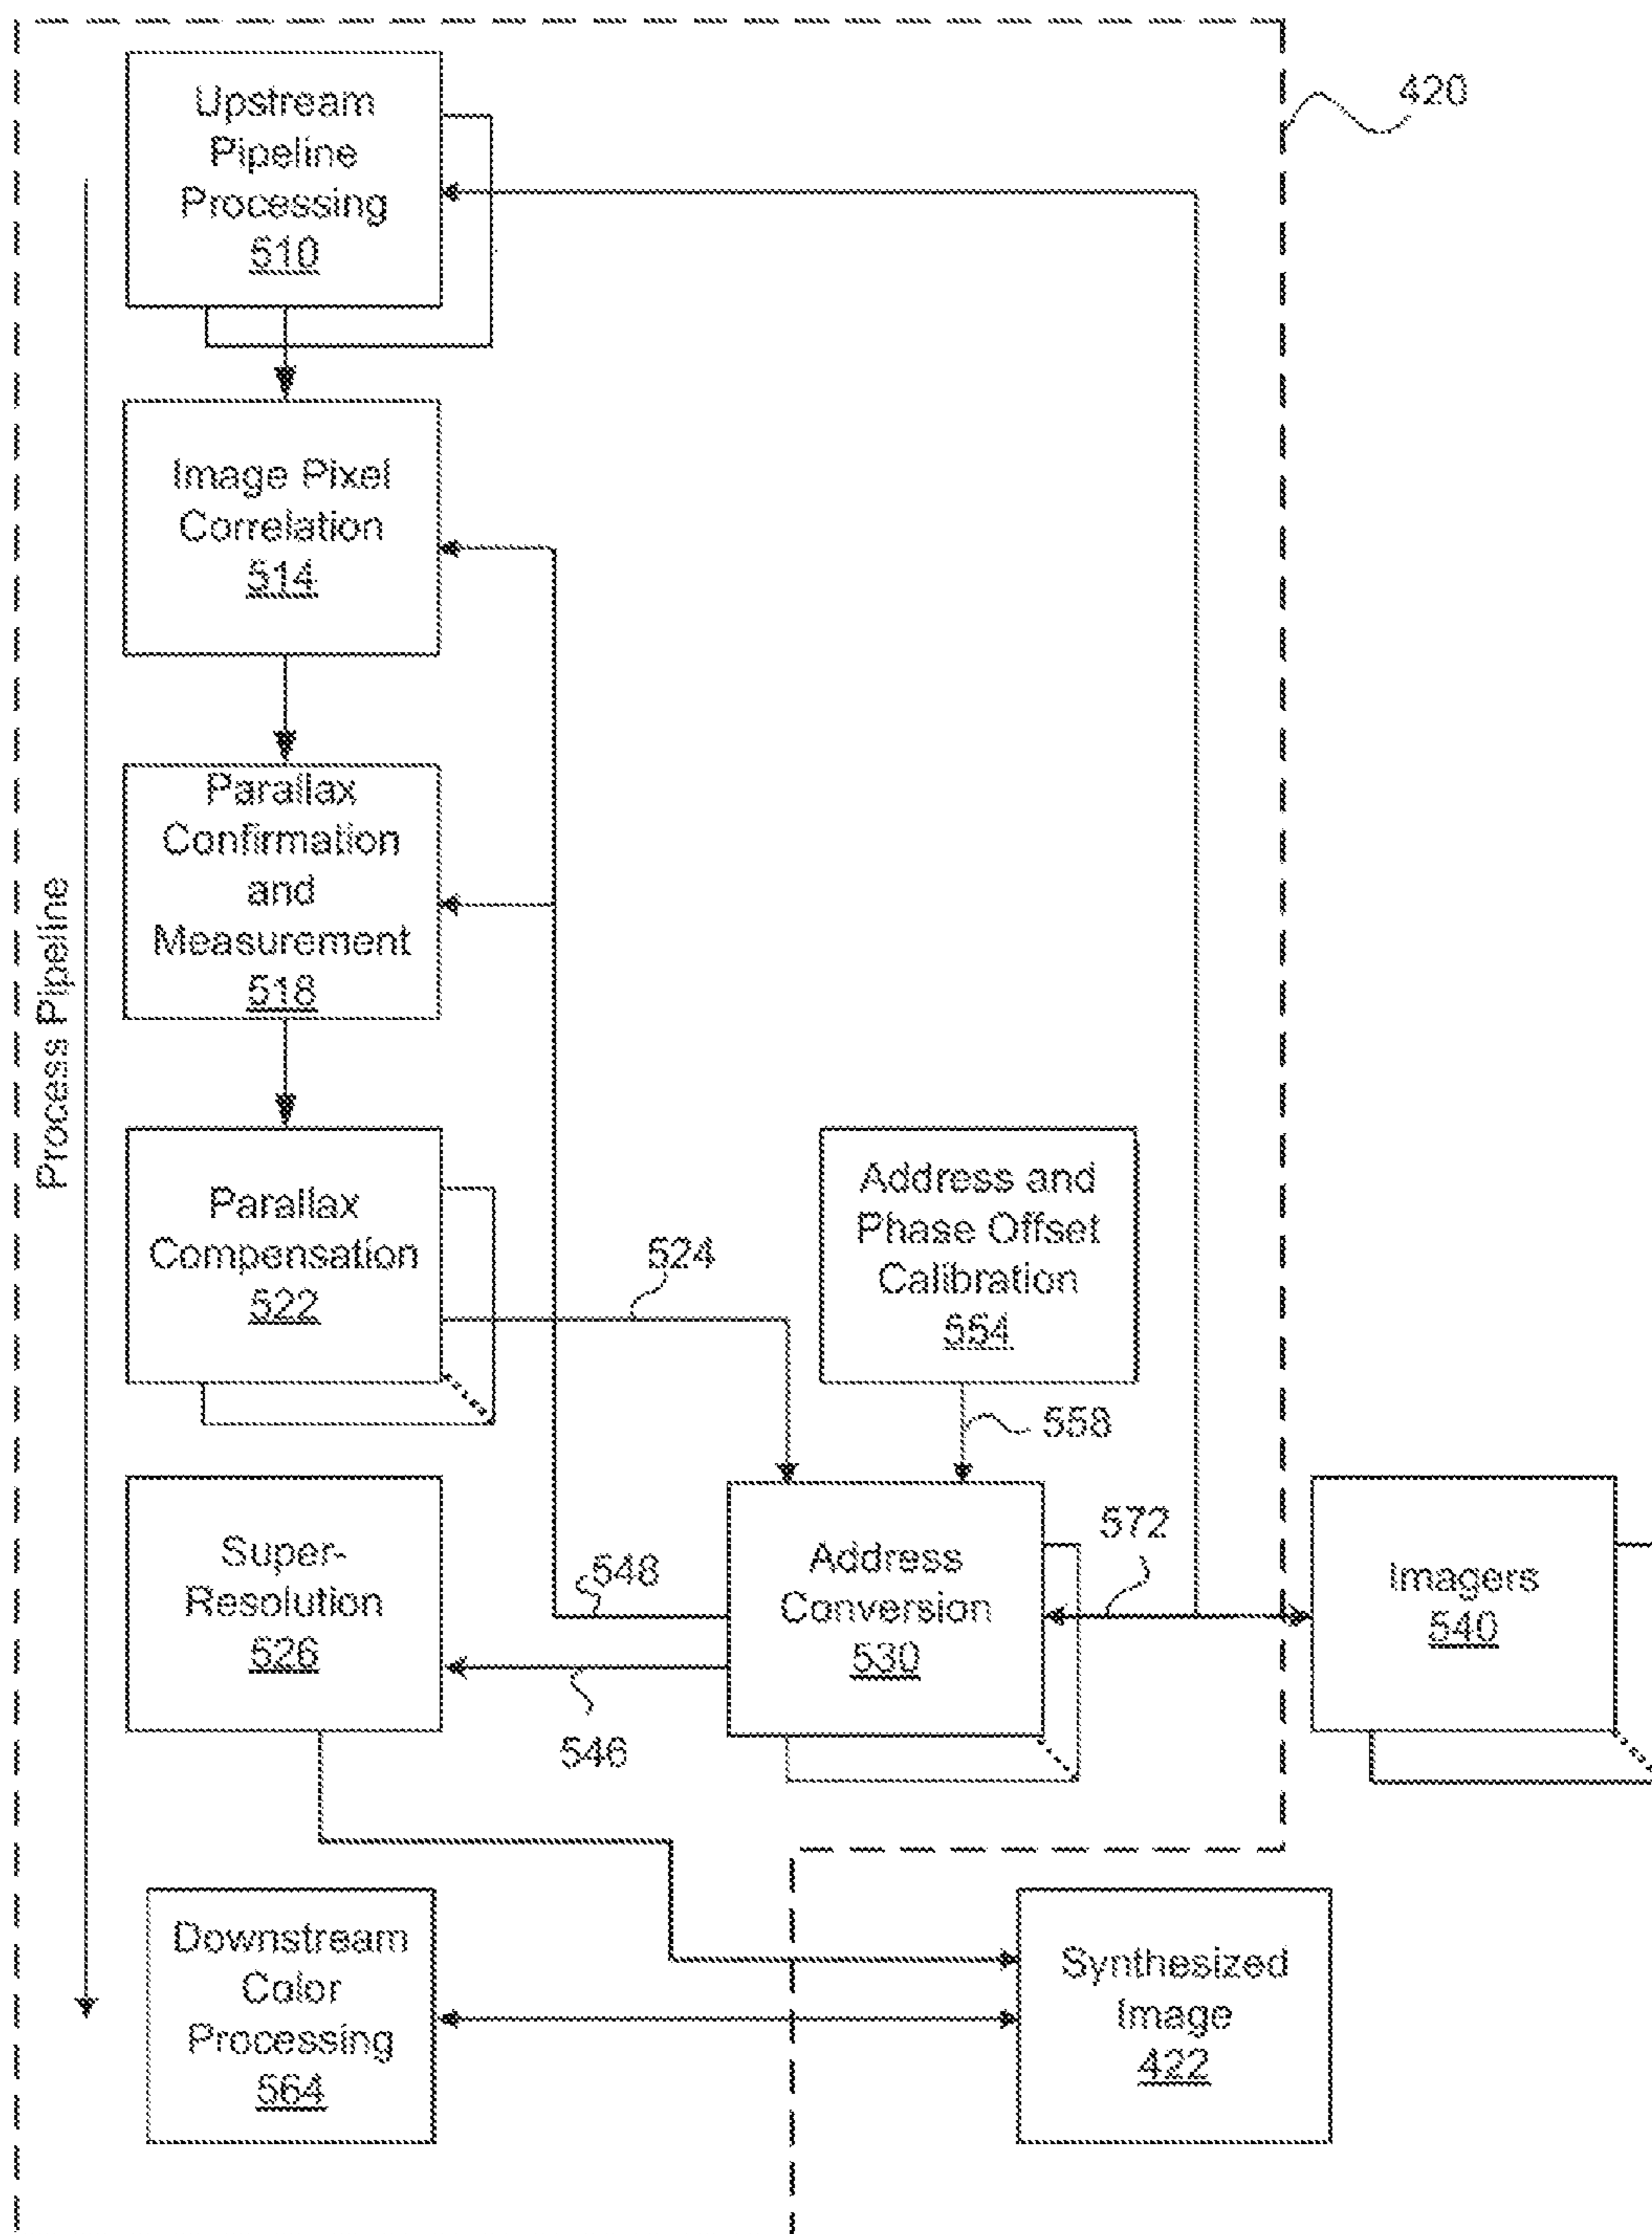 420
Upstream
Pipeline
Processing
510
Image Pixel
Correlation
514
Parallax
Confirmation
and
Measurement
518
Process Pipeline
Parallax
Compensation
522
524
Address and
Phase Offset
Calibration
554
558
Super-
Resolution
526
548
546
Address
Conversion
530
572
Imagers
540
Downstream
Color
Processing
564
Synthesized
Image
422